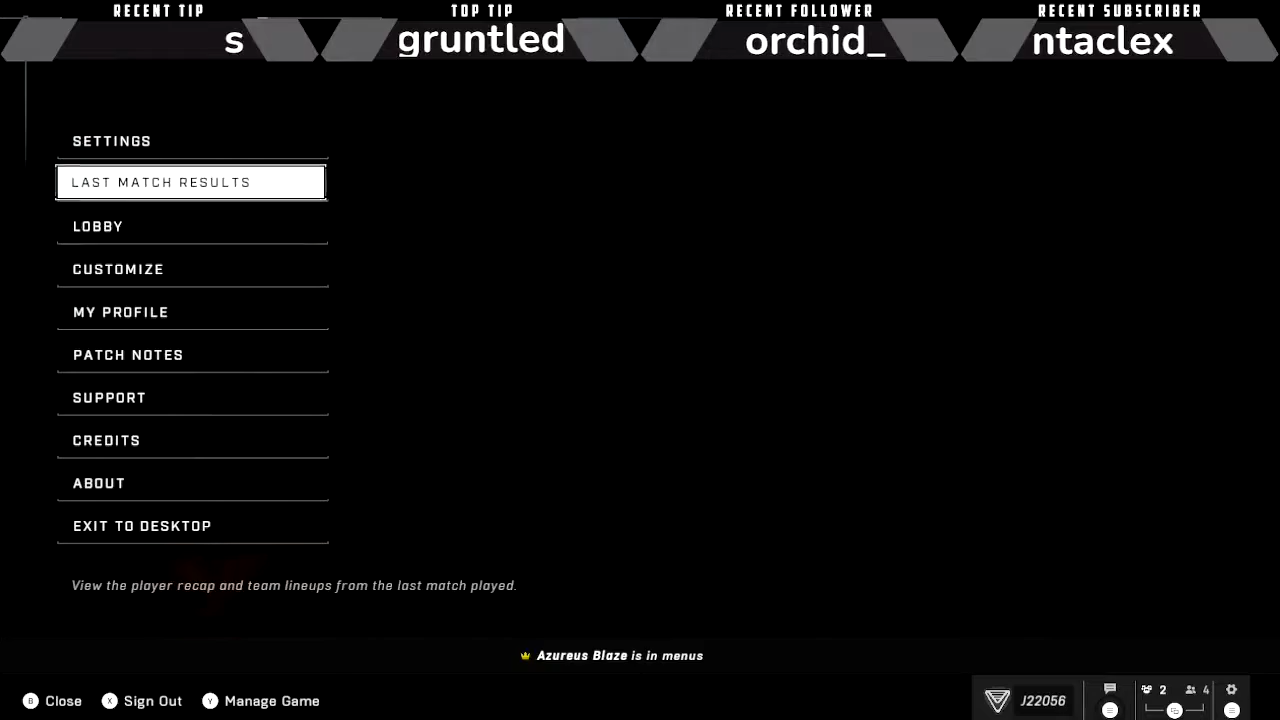 RECENT TIP
TOP TIP
RECENT FOLLOWER
RECENT SUBSCRIBER
s
gruntled
orchid_
ntaclex
SETTINGS
LAST MATCH RESULTS
LOBBY
CUSTOMIZE
MY PROFILE
PATCH NOTES
SUPPORT
CREDITS
ABOUT
EXIT TO DESKTOP
View the player recap and team lineups from the last match played.
Azureus Blaze is in menus
B Close X Sign Out Y Manage Game
J22056
2
4